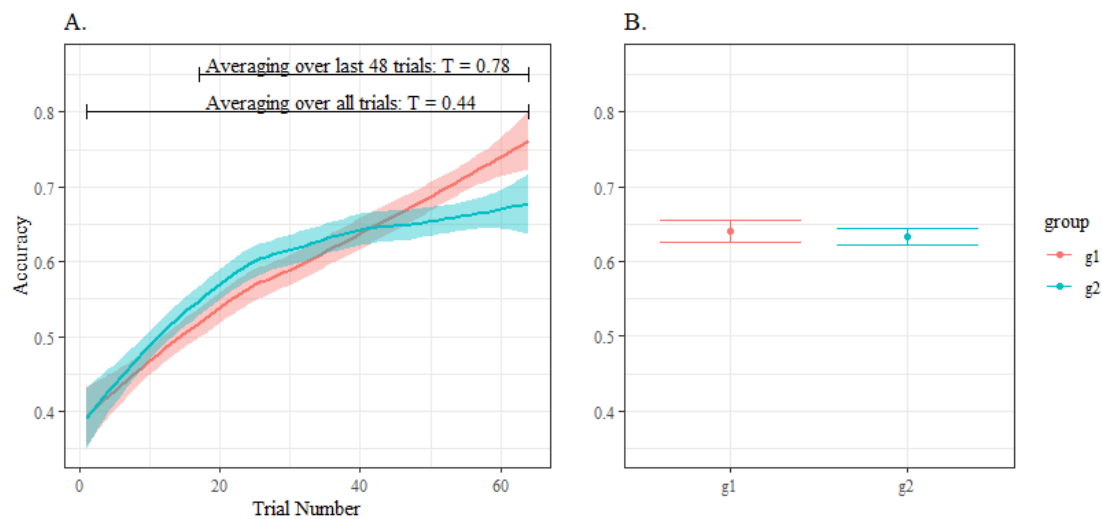 A.
B.
Averaging over last 48 trials: T = 0.78
Averaging over all trials: T = 0.44
0.8
0.7
0.6
0.5
0.4
Accuracy
0
20
40
60
Trial Number
0.8
0.7
0.6
0.5
0.4
g1
g2
group
g1
g2